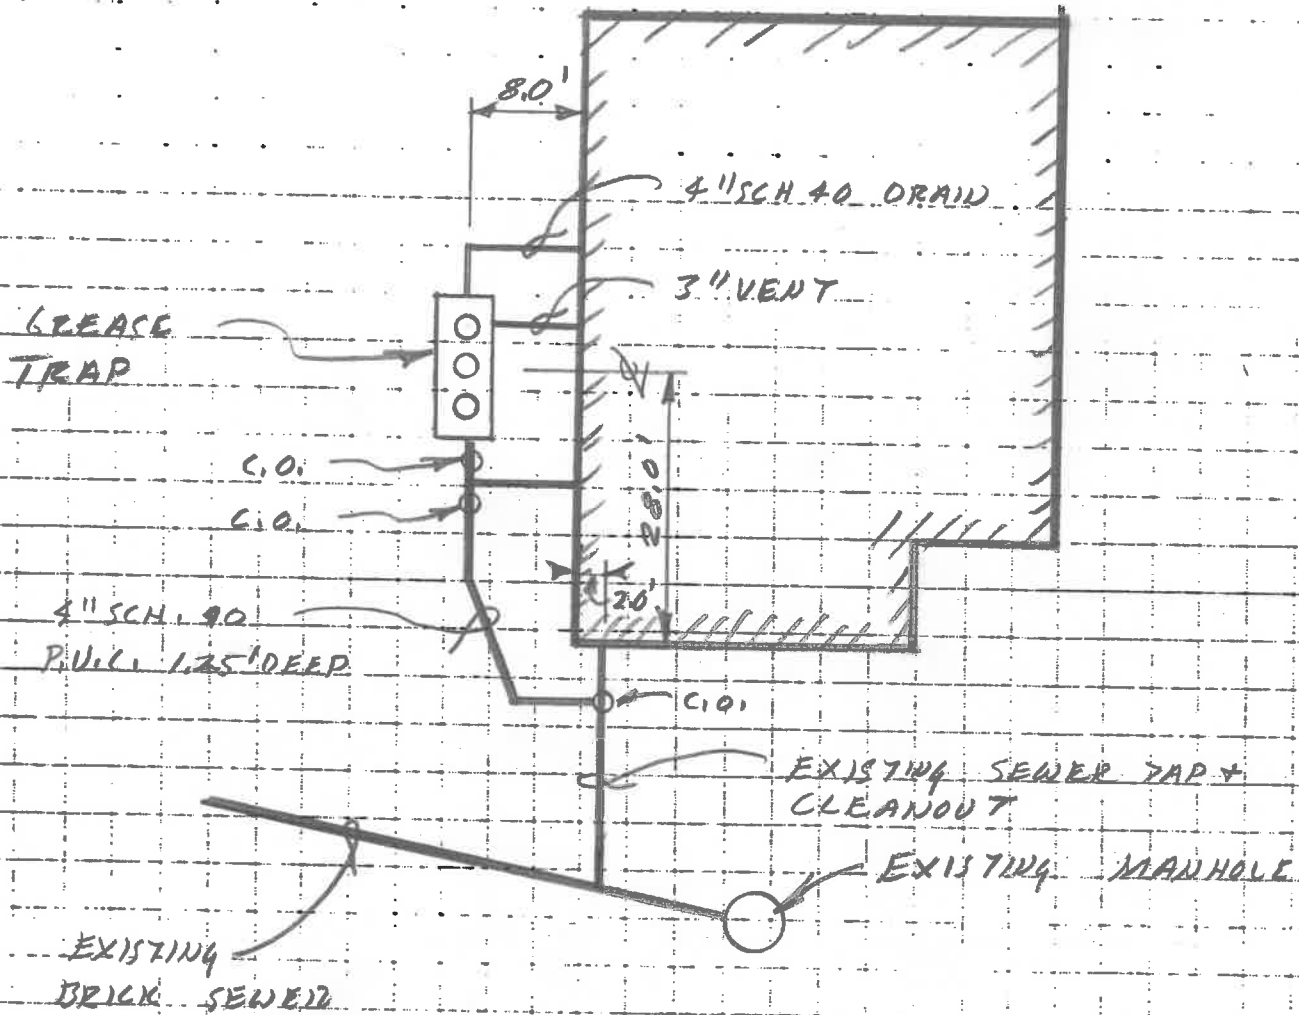 8.0'
4" SCH 40 DRAIN
3" VENT
GREASE
TRAP
C.O.
28.0'
C.O.
2.0'
4" SCH. 40
P.V.C. 1.25' DEEP
C.O.
EXISTING SEWER TAP +
CLEANOUT
EXISTING MANHOLE
EXISTING
BRICK SEWER